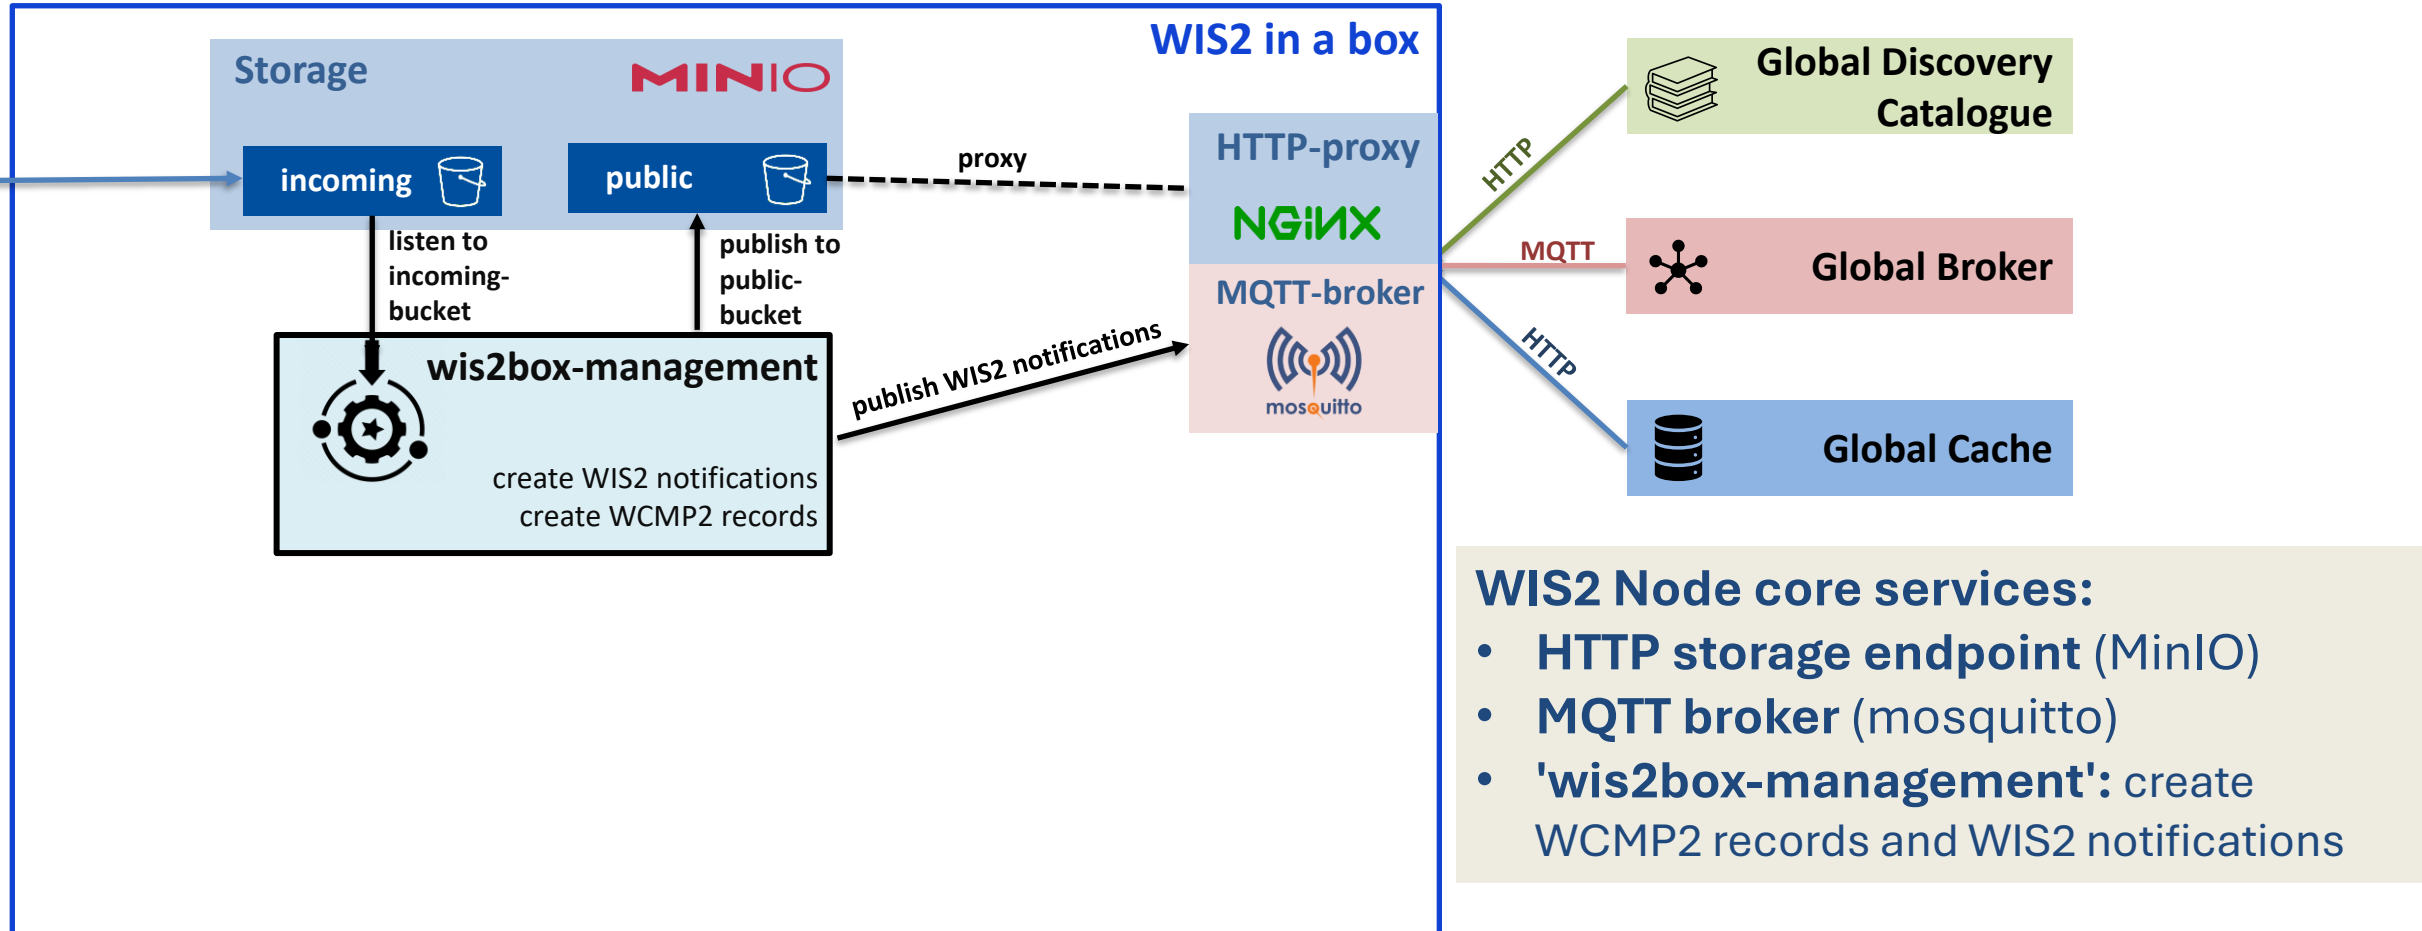 WIS2 in a box
Storage
MINIO
incoming
public
proxy
HTTP-proxy
NGiNX
MQTT-broker
mosquitto
listen to
incoming-
bucket
publish to
public-
bucket
wis2box-management
create WIS2 notifications
create WCMP2 records
publish WIS2 notifications
HTTP
MQTT
HTTP
Global Discovery
Catalogue
Global Broker
Global Cache
WIS2 Node core services:
• HTTP storage endpoint (MinIO)
• MQTT broker (mosquitto)
• 'wis2box-management': create
WCMP2 records and WIS2 notifications